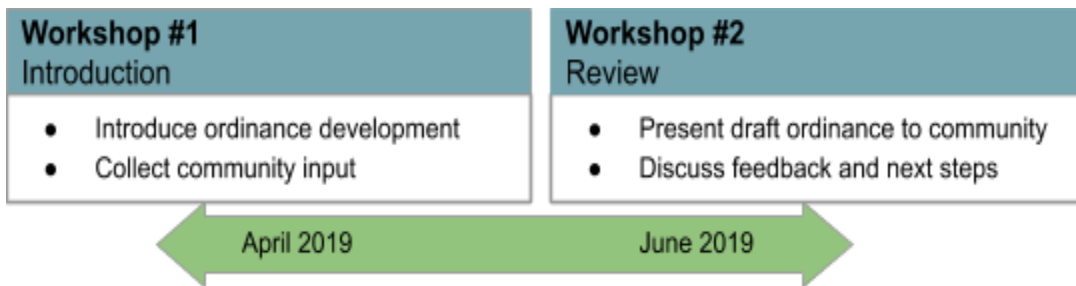 Workshop #1
Introduction
● Introduce ordinance development
● Collect community input
Workshop #2
Review
● Present draft ordinance to community
● Discuss feedback and next steps
April 2019
June 2019